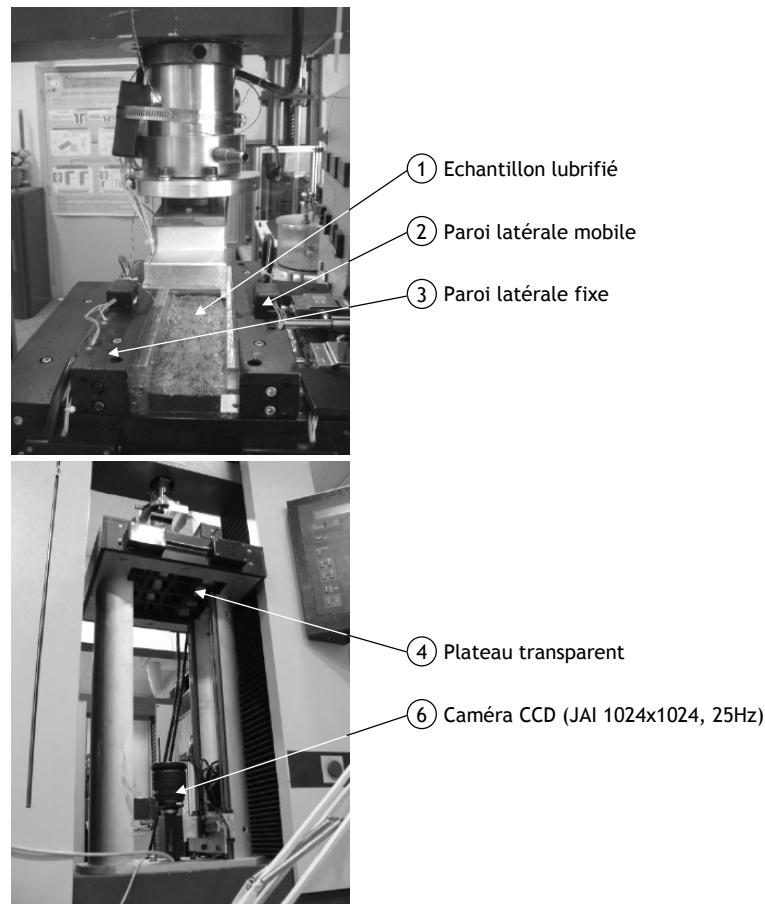 1 Echantillon lubrifié
2 Paroi latérale mobile
3 Paroi latérale fixe
4 Plateau transparent
6 Caméra CCD (JAI 1024x1024, 25Hz)